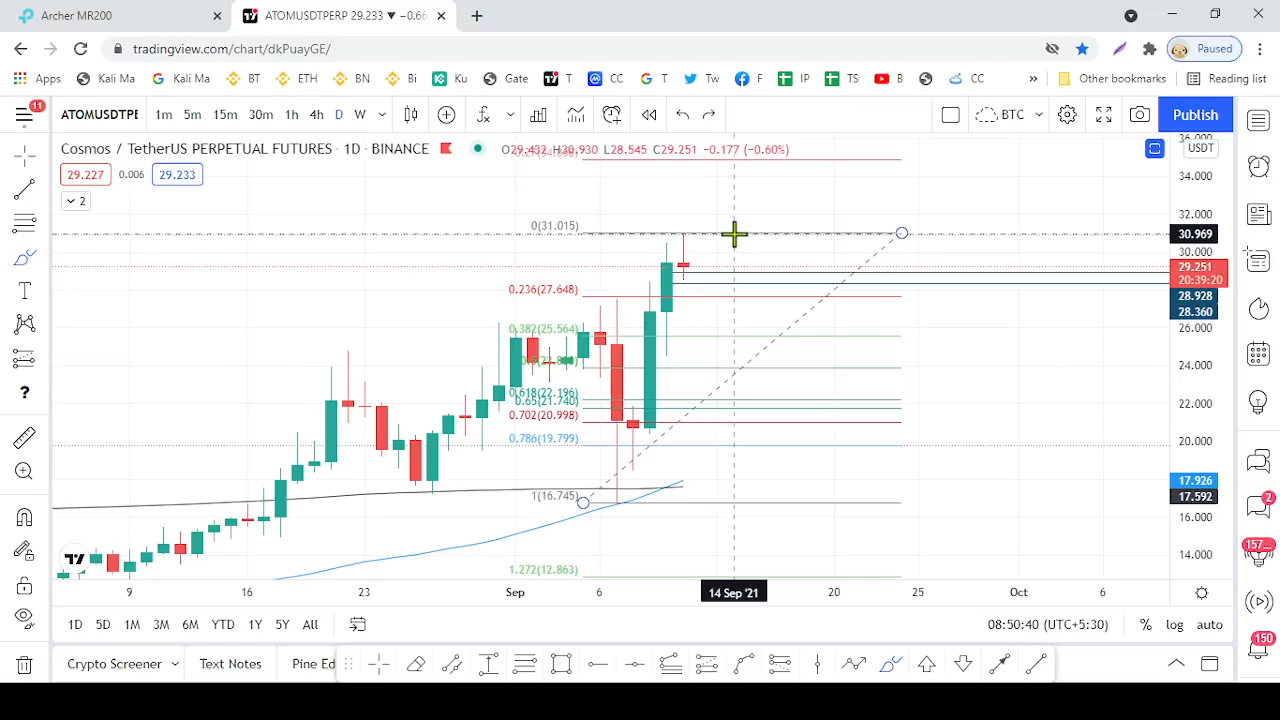 Archer MR200
ATOMUSDTPERP 29.233 ▼ −0.66
tradingview.com/chart/dkPuayGE/
Paused
Apps
Kali Ma
Kali Ma
BT
ETH
BN
Bi
Ku
Gate
T
CC
T
Tw
F
IP
TS
B
CC
»
Other bookmarks
Reading list
11
ATOMUSDTPE
1m
5m
15m
30m
1h
4h
D
W
BTC
Publish
Cosmos / TetherUS PERPETUAL FUTURES · 1D · BINANCE
O29.432 H30.930 L28.545 C29.251 −0.177 (−0.60%)
USDT
29.227
0.006
29.233
2
36.000
34.000
32.000
30.969
30.000
29.251
20:39:20
28.928
28.360
26.000
24.000
22.000
20.000
17.926
17.592
16.000
14.000
0(31.015)
0.236(27.648)
0.382(25.564)
0.618(22.196)
0.65(21.740)
0.702(20.998)
0.786(19.799)
1(16.745)
1.272(12.863)
9
16
23
Sep
6
14 Sep '21
20
25
Oct
6
1D
5D
1M
3M
6M
YTD
1Y
5Y
All
08:50:40 (UTC+5:30)
%
log
auto
Crypto Screener
Text Notes
Pine Ed
2
157
150